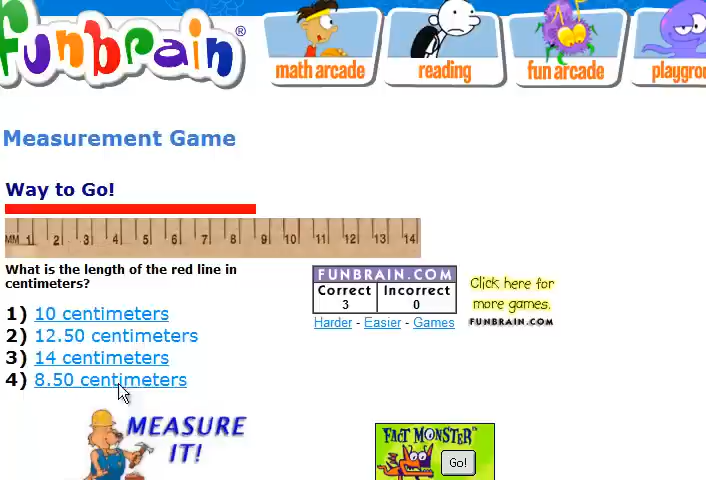 funbrain®
math arcade
reading
fun arcade
playgrou
Measurement Game
Way to Go!
MM 1 2 3 4 5 6 7 8 9 10 11 12 13 14
What is the length of the red line in
centimeters?
1) 10 centimeters
2) 12.50 centimeters
3) 14 centimeters
4) 8.50 centimeters
FUNBRAIN.COM
Correct Incorrect
3 0
Harder - Easier - Games
Click here for
more games.
FUNBRAIN.COM
MEASURE
IT!
FACT MONSTER™
Go!